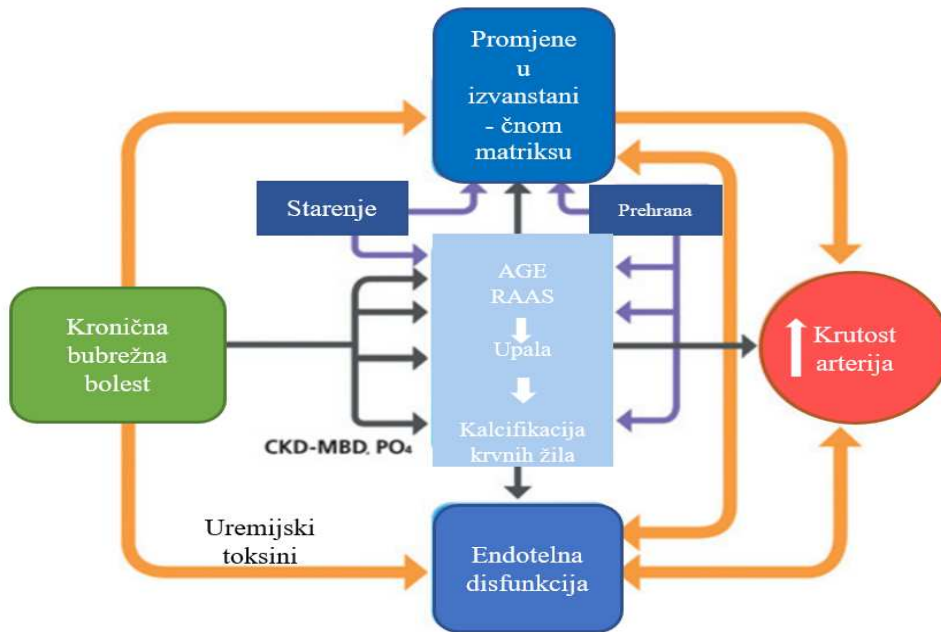 Promjene
u
izvanstani
- čnom
matriksu
Starenje
Prehrana
AGE
RAAS
Upala
Kalcifikacija
krvnih žila
Kronična
bubrežna
bolest
Krutost
arterija
CKD-MBD, PO₄
Uremijski
toksini
Endotelna
disfunkcija